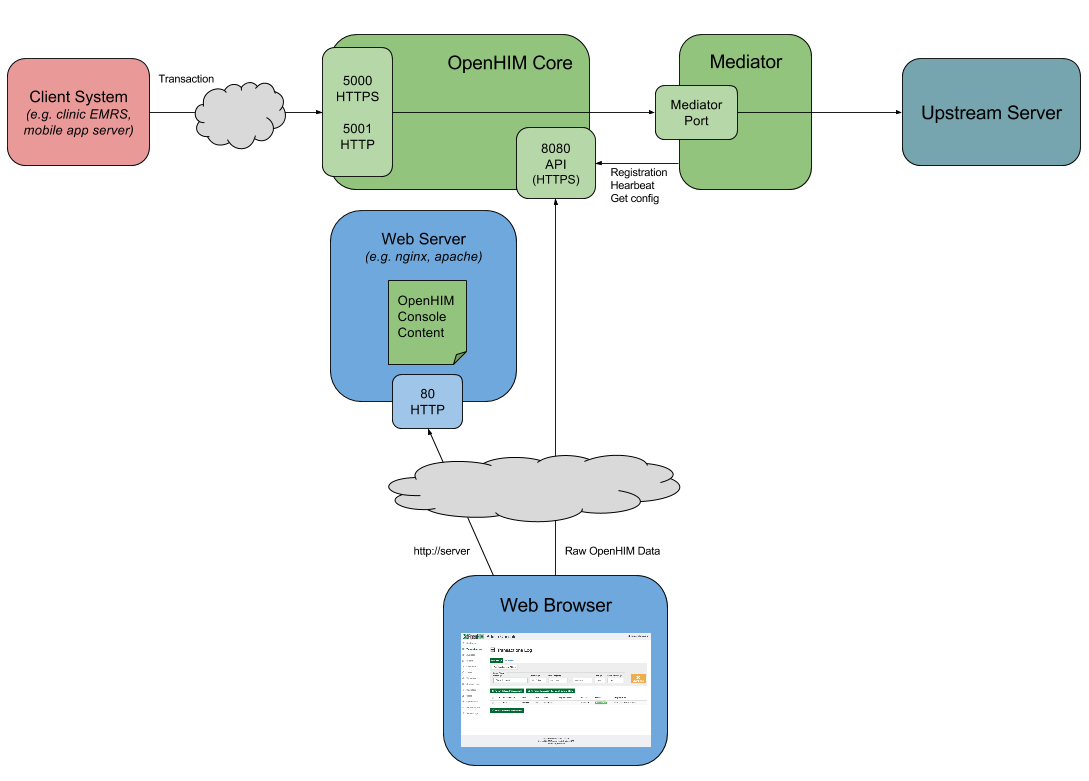 Client System
(e.g. clinic EMRS,
mobile app server)
Transaction
5000
HTTPS
5001
HTTP
OpenHIM Core
8080
API
(HTTPS)
Mediator
Mediator
Port
Registration
Hearbeat
Get config
Upstream Server
Web Server
(e.g. nginx, apache)
OpenHIM
Console
Content
80
HTTP
http://server
Raw OpenHIM Data
Web Browser
Transactions Log